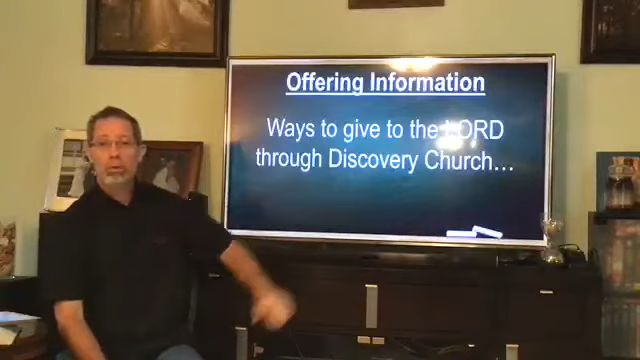 Offering Information
Ways to give to the LORD
through Discovery Church…